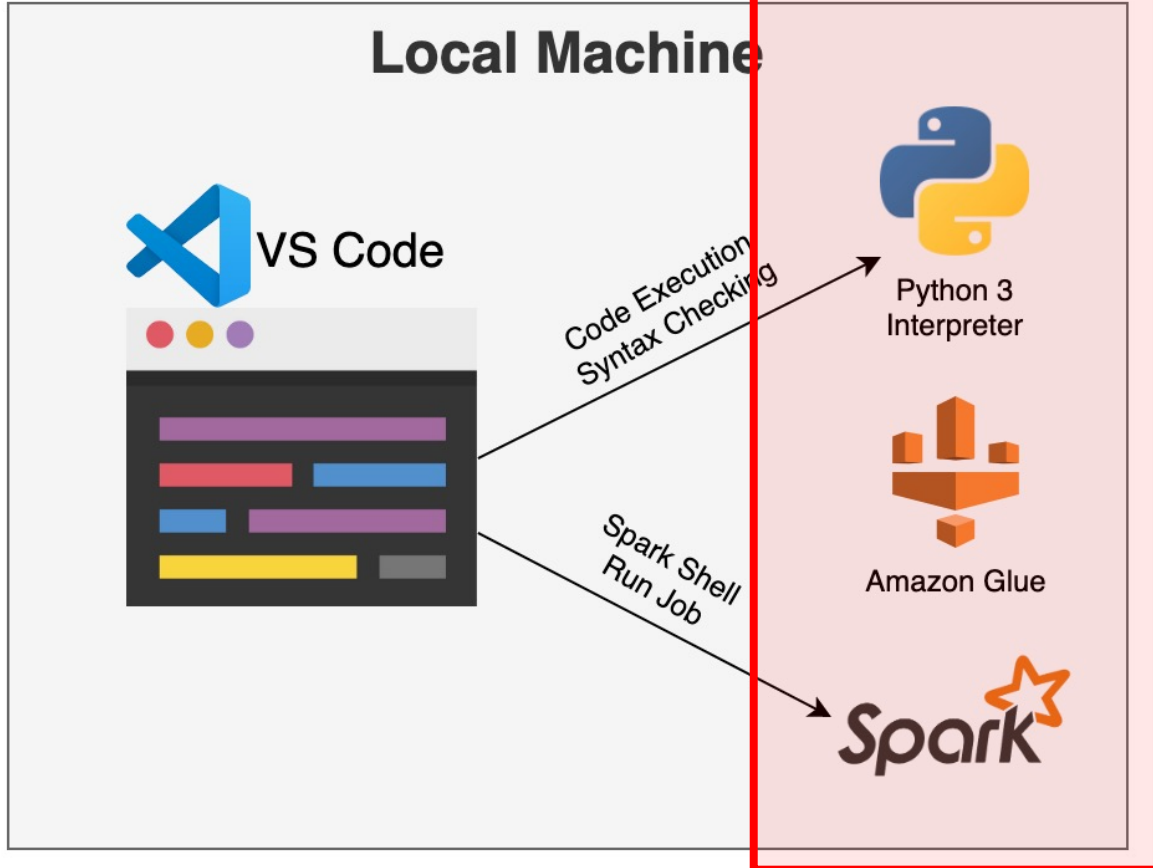 Local Machine
VS Code
Code Execution
Syntax Checking
Python 3
Interpreter
Amazon Glue
Spark Shell
Run Job
Spark